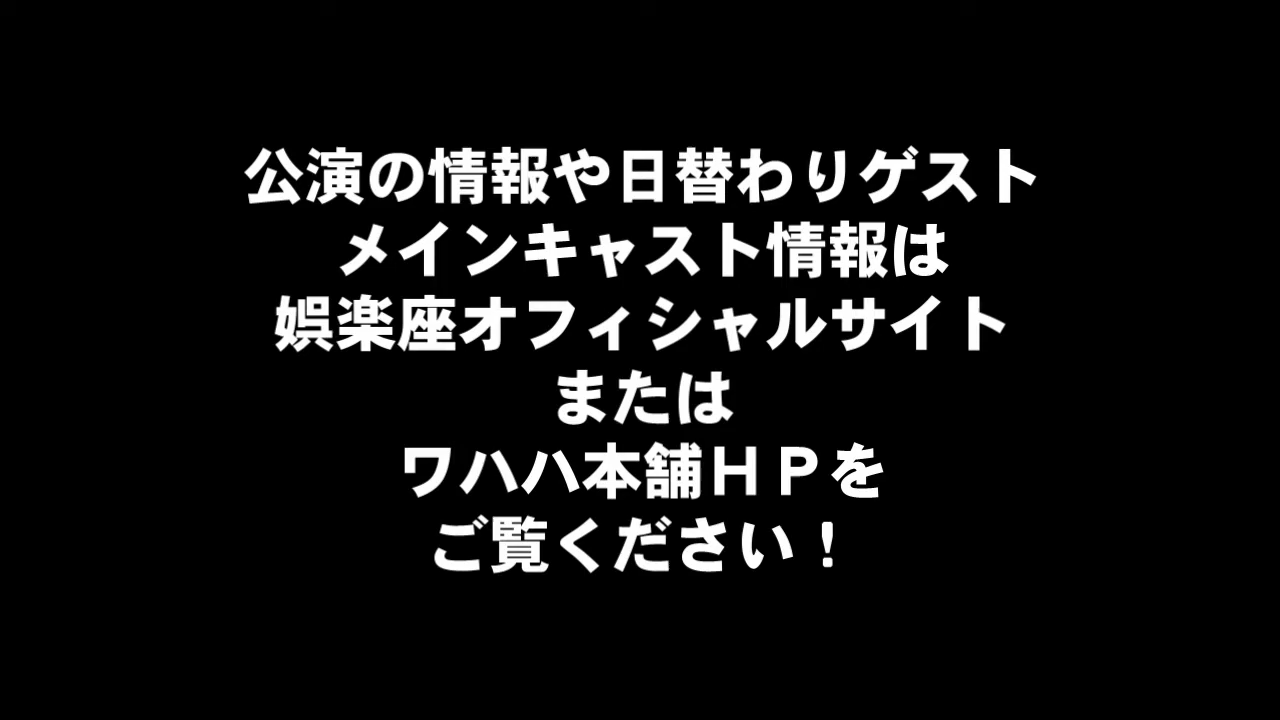 公演の情報や日替わりゲスト
メインキャスト情報は
娯楽座オフィシャルサイト
または
ワハハ本舗ＨＰを
ご覧ください！